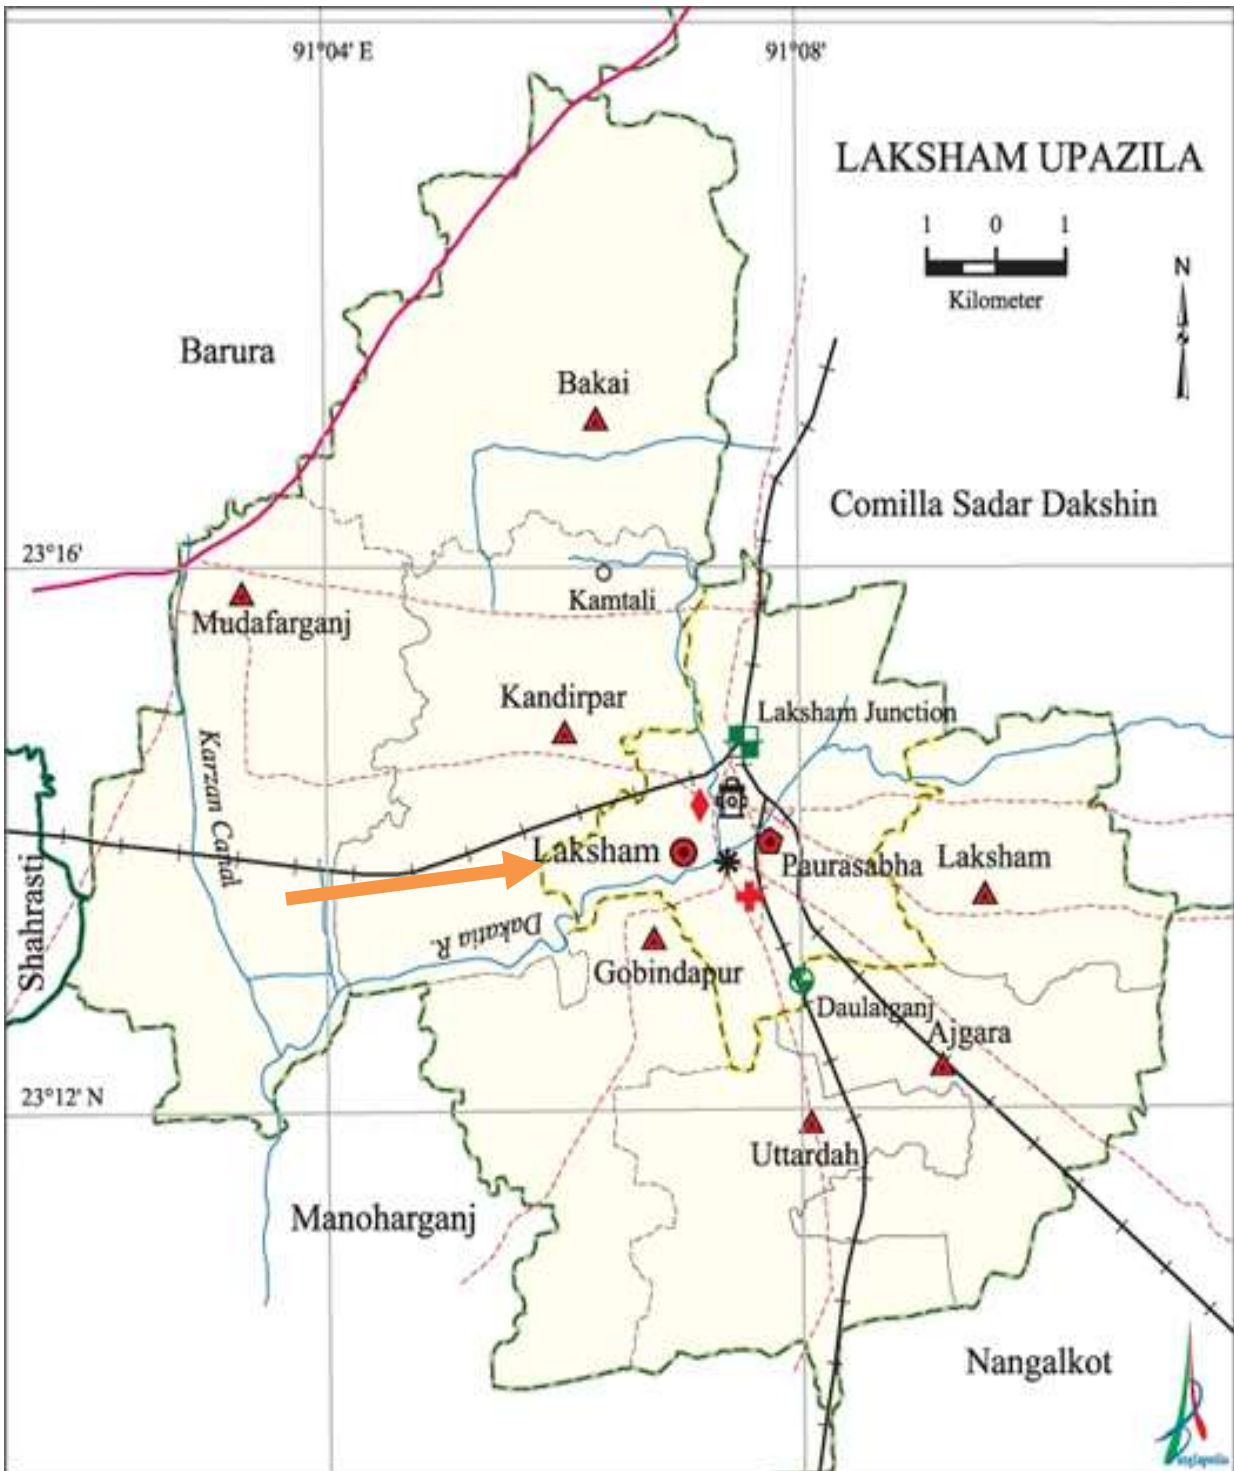 91°04' E
91°08'
LAKSHAM UPAZILA
1 0 1
Kilometer
N
Barura
Bakai
Comilla Sadar Dakshin
23°16'
Kamtali
Mudafarganj
Kandirpar
Laksham Junction
Karzan Canal
Laksham
Paurasabha
Laksham
Shahrasti
Dakatia R.
Gobindapur
Daulatganj
Ajgara
23°12' N
Uttardah
Manoharganj
Nangalkot